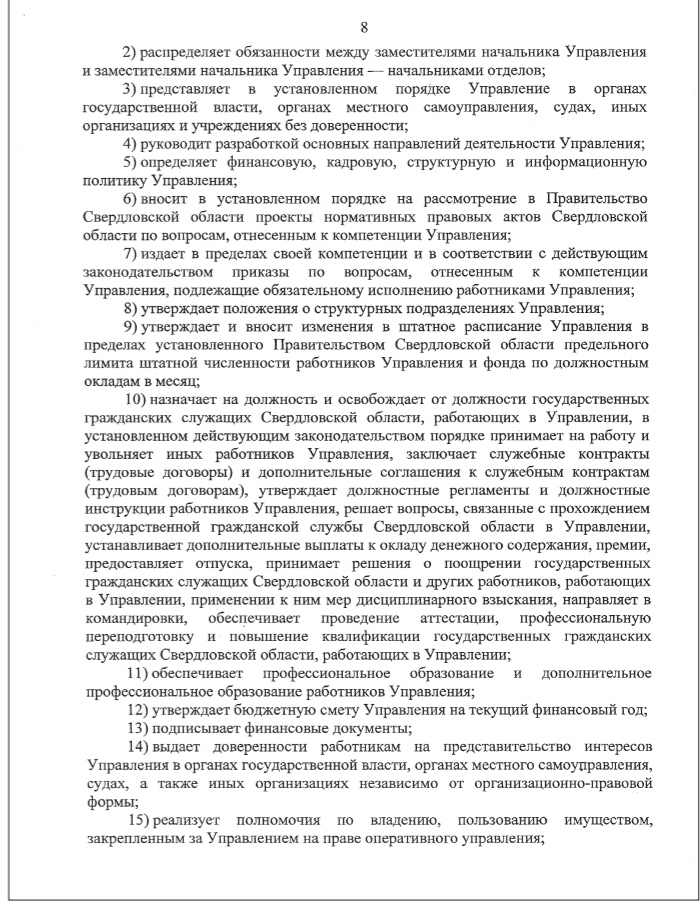 8
2) распределяет обязанности между заместителями начальника Управления
и заместителями начальника Управления — начальниками отделов;
3) представляет в установленном порядке Управление в органах
государственной власти, органах местного самоуправления, судах, иных
организациях и учреждениях без доверенности;
4) руководит разработкой основных направлений деятельности Управления;
5) определяет финансовую, кадровую, структурную и информационную
политику Управления;
6) вносит в установленном порядке на рассмотрение в Правительство
Свердловской области проекты нормативных правовых актов Свердловской
области по вопросам, отнесенным к компетенции Управления;
7) издает в пределах своей компетенции и в соответствии с действующим
законодательством приказы по вопросам, отнесенным к компетенции
Управления, подлежащие обязательному исполнению работниками Управления;
8) утверждает положения о структурных подразделениях Управления;
9) утверждает и вносит изменения в штатное расписание Управления в
пределах установленного Правительством Свердловской области предельного
лимита штатной численности работников Управления и фонда по должностным
окладам в месяц;
10) назначает на должность и освобождает от должности государственных
гражданских служащих Свердловской области, работающих в Управлении, в
установленном действующим законодательством порядке принимает на работу и
увольняет иных работников Управления, заключает служебные контракты
(трудовые договоры) и дополнительные соглашения к служебным контрактам
(трудовым договорам), утверждает должностные регламенты и должностные
инструкции работников Управления, решает вопросы, связанные с прохождением
государственной гражданской службы Свердловской области в Управлении,
устанавливает дополнительные выплаты к окладу денежного содержания, премии,
предоставляет отпуска, принимает решения о поощрении государственных
гражданских служащих Свердловской области и других работников, работающих
в Управлении, применении к ним мер дисциплинарного взыскания, направляет в
командировки, обеспечивает проведение аттестации, профессиональную
переподготовку и повышение квалификации государственных гражданских
служащих Свердловской области, работающих в Управлении;
11) обеспечивает профессиональное образование и дополнительное
профессиональное образование работников Управления;
12) утверждает бюджетную смету Управления на текущий финансовый год;
13) подписывает финансовые документы;
14) выдает доверенности работникам на представительство интересов
Управления в органах государственной власти, органах местного самоуправления,
судах, а также иных организациях независимо от организационно-правовой
формы;
15) реализует полномочия по владению, пользованию имуществом,
закрепленным за Управлением на праве оперативного управления;